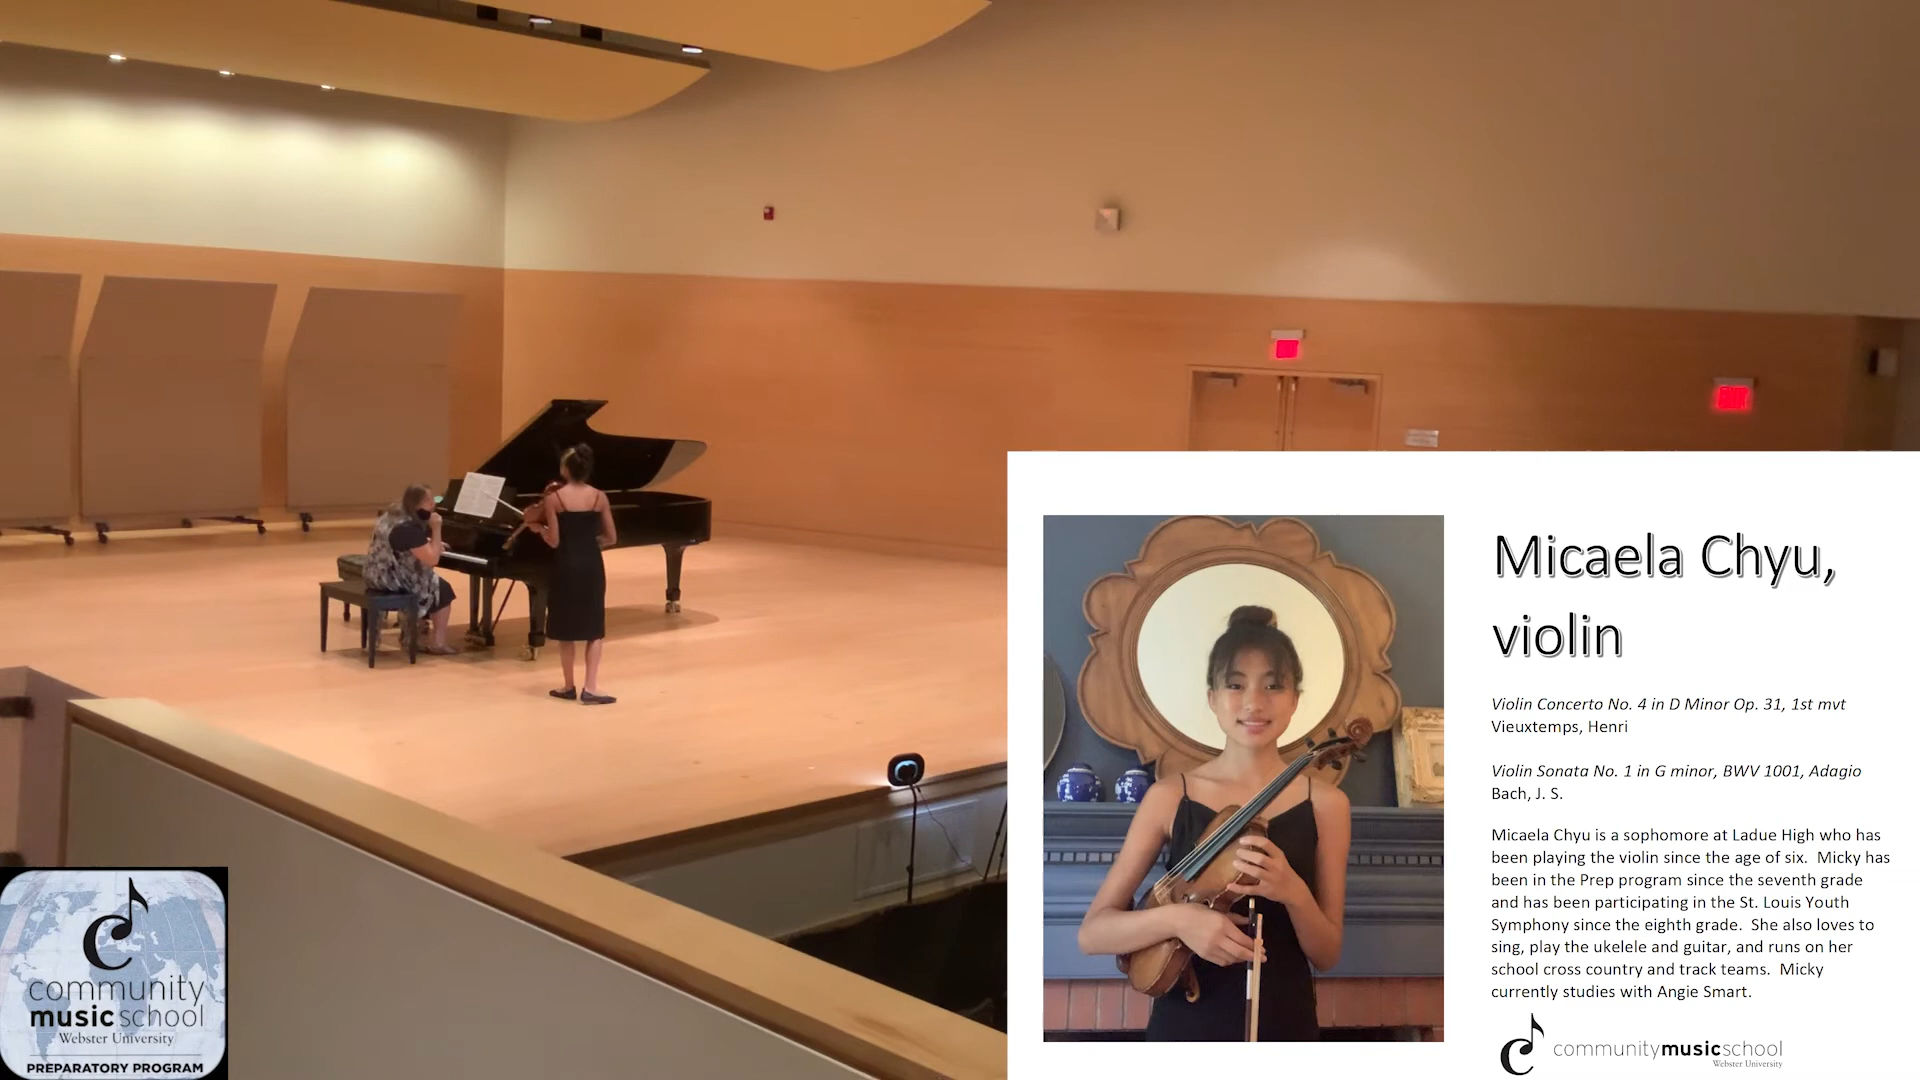 Micaela Chyu,
violin
Violin Concerto No. 4 in D Minor Op. 31, 1st mvt
Vieuxtemps, Henri
Violin Sonata No. 1 in G minor, BWV 1001, Adagio
Bach, J. S.
Micaela Chyu is a sophomore at Ladue High who has
been playing the violin since the age of six. Micky has
been in the Prep program since the seventh grade
and has been participating in the St. Louis Youth
Symphony since the eighth grade. She also loves to
sing, play the ukelele and guitar, and runs on her
school cross country and track teams. Micky
currently studies with Angie Smart.
communitymusicschool
Webster University
community
musicschool
Webster University
PREPARATORY PROGRAM